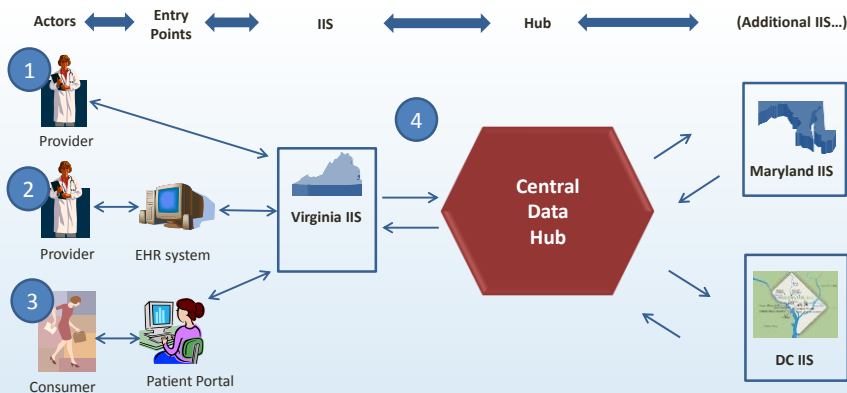 Actors
Entry
Points
IIS
Hub
(Additional IIS...)
1
Provider
2
Provider
EHR system
3
Consumer
Patient Portal
Virginia IIS
4
Central
Data
Hub
Maryland IIS
DC IIS